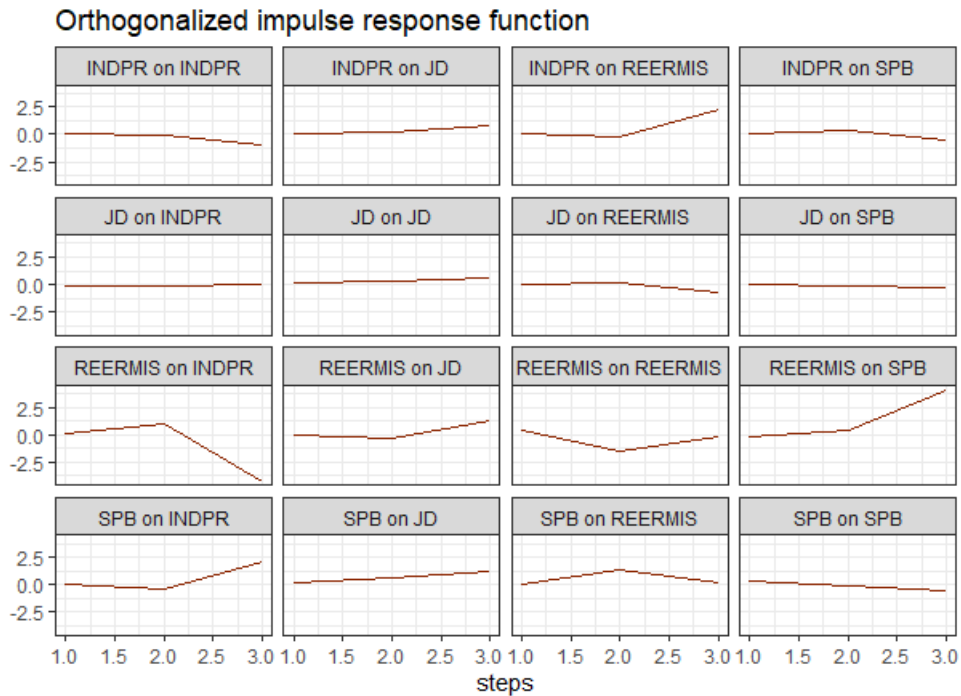 Orthogonalized impulse response function
INDPR on INDPR INDPR on JD INDPR on REERMIS INDPR on SPB
2.5
0.0
-2.5
JD on INDPR JD on JD JD on REERMIS JD on SPB
2.5
0.0
-2.5
REERMIS on INDPR REERMIS on JD REERMIS on REERMIS REERMIS on SPB
2.5
0.0
-2.5
SPB on INDPR SPB on JD SPB on REERMIS SPB on SPB
2.5
0.0
-2.5
1.0 1.5 2.0 2.5 3.0 1.0 1.5 2.0 2.5 3.0 1.0 1.5 2.0 2.5 3.0 1.0 1.5 2.0 2.5 3.0
steps